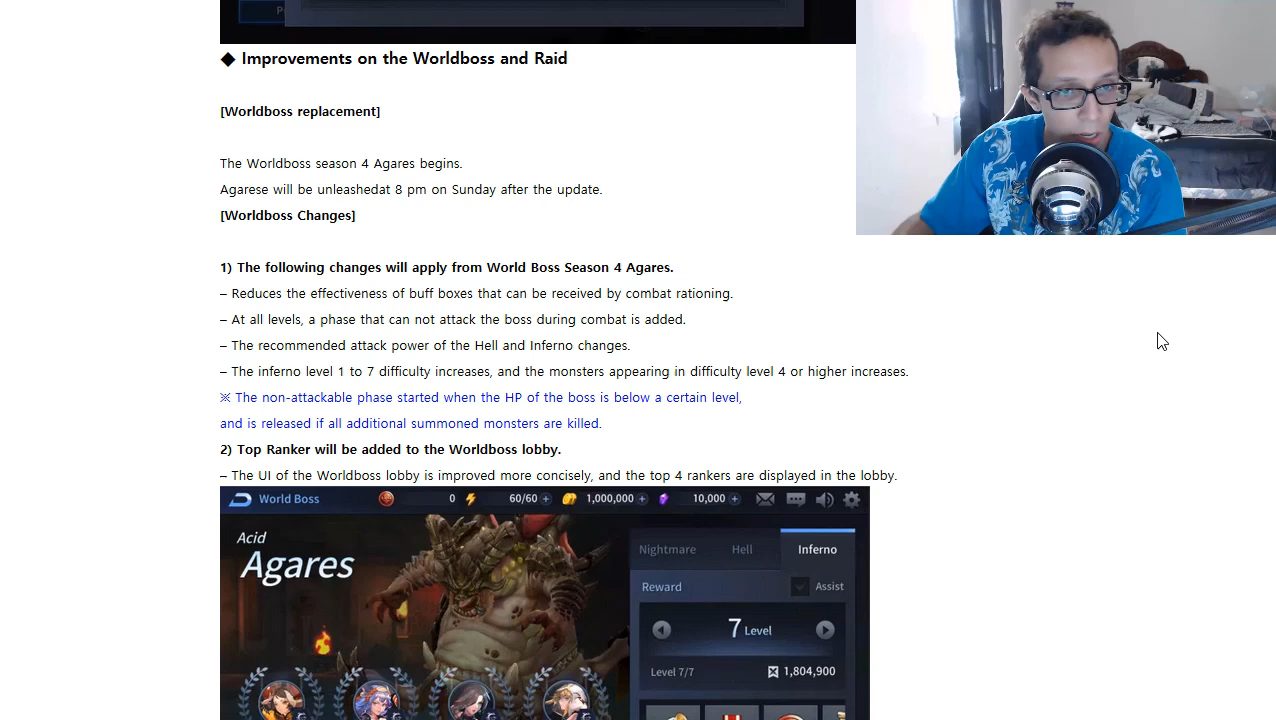 ◆ Improvements on the Worldboss and Raid
[Worldboss replacement]
The Worldboss season 4 Agares begins.
Agarese will be unleashedat 8 pm on Sunday after the update.
[Worldboss Changes]
1) The following changes will apply from World Boss Season 4 Agares.
– Reduces the effectiveness of buff boxes that can be received by combat rationing.
– At all levels, a phase that can not attack the boss during combat is added.
– The recommended attack power of the Hell and Inferno changes.
– The inferno level 1 to 7 difficulty increases, and the monsters appearing in difficulty level 4 or higher increases.
※ The non-attackable phase started when the HP of the boss is below a certain level,
and is released if all additional summoned monsters are killed.
2) Top Ranker will be added to the Worldboss lobby.
– The UI of the Worldboss lobby is improved more concisely, and the top 4 rankers are displayed in the lobby.
World Boss 0 60/60 + 1,000,000 + 10,000 +
Acid
Agares
Nightmare Hell Inferno
Reward Assist
7 Level
Level 7/7 1,804,900